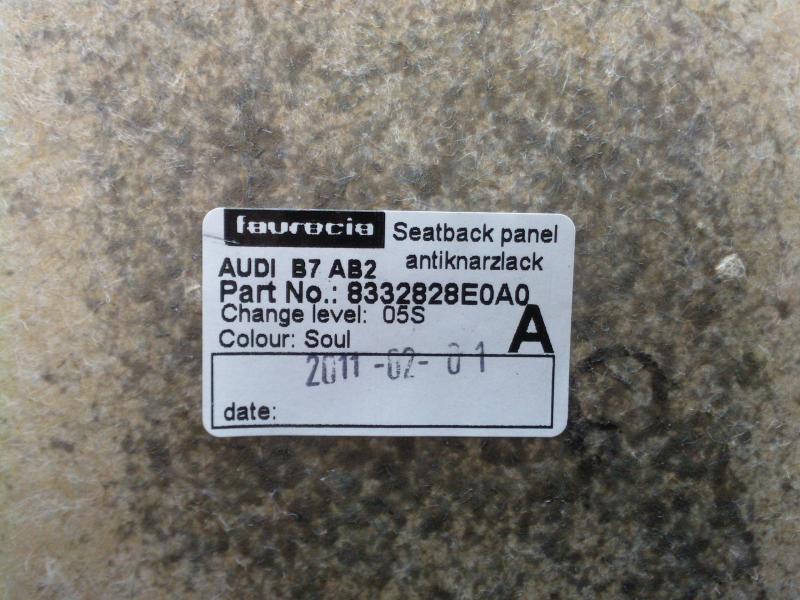 faurecia
Seatback panel
antiknarzlack
AUDI B7 AB2
Part No.: 8332828E0A0
Change level: 05S
A
Colour: Soul
2011-02-01
date: